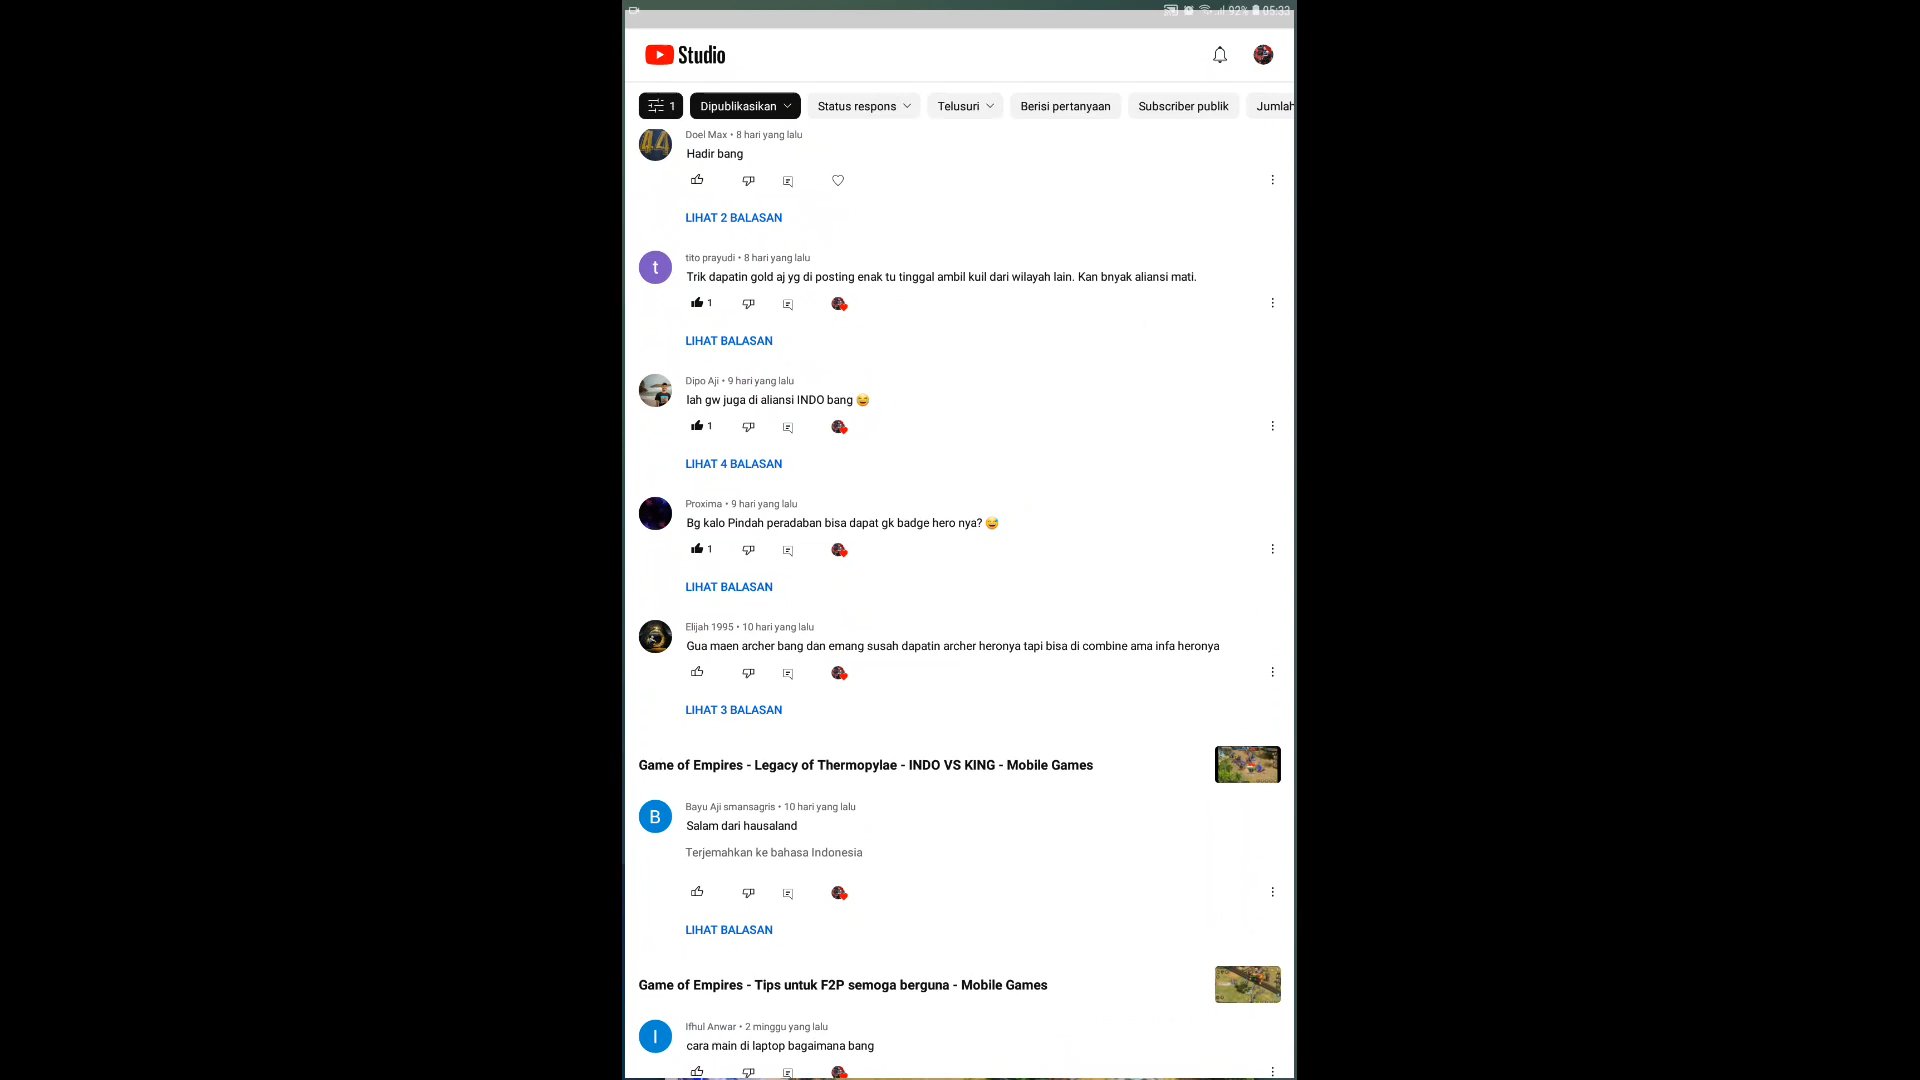 92% 05:33
Studio
1 Dipublikasikan Status respons Telusuri Berisi pertanyaan Subscriber publik Jumlah
44
Doel Max • 8 hari yang lalu
Hadir bang
LIHAT 2 BALASAN
t
tito prayudi • 8 hari yang lalu
Trik dapatin gold aj yg di posting enak tu tinggal ambil kuil dari wilayah lain. Kan bnyak aliansi mati.
1
LIHAT BALASAN
Dipo Aji • 9 hari yang lalu
lah gw juga di aliansi INDO bang 😂
1
LIHAT 4 BALASAN
Proxima • 9 hari yang lalu
Bg kalo Pindah peradaban bisa dapat gk badge hero nya? 😅
1
LIHAT BALASAN
Elijah 1995 • 10 hari yang lalu
Gua maen archer bang dan emang susah dapatin archer heronya tapi bisa di combine ama infa heronya
LIHAT 3 BALASAN
Game of Empires - Legacy of Thermopylae - INDO VS KING - Mobile Games
B
Bayu Aji smansagris • 10 hari yang lalu
Salam dari hausaland
Terjemahkan ke bahasa Indonesia
LIHAT BALASAN
Game of Empires - Tips untuk F2P semoga berguna - Mobile Games
I
Ifhul Anwar • 2 minggu yang lalu
cara main di laptop bagaimana bang